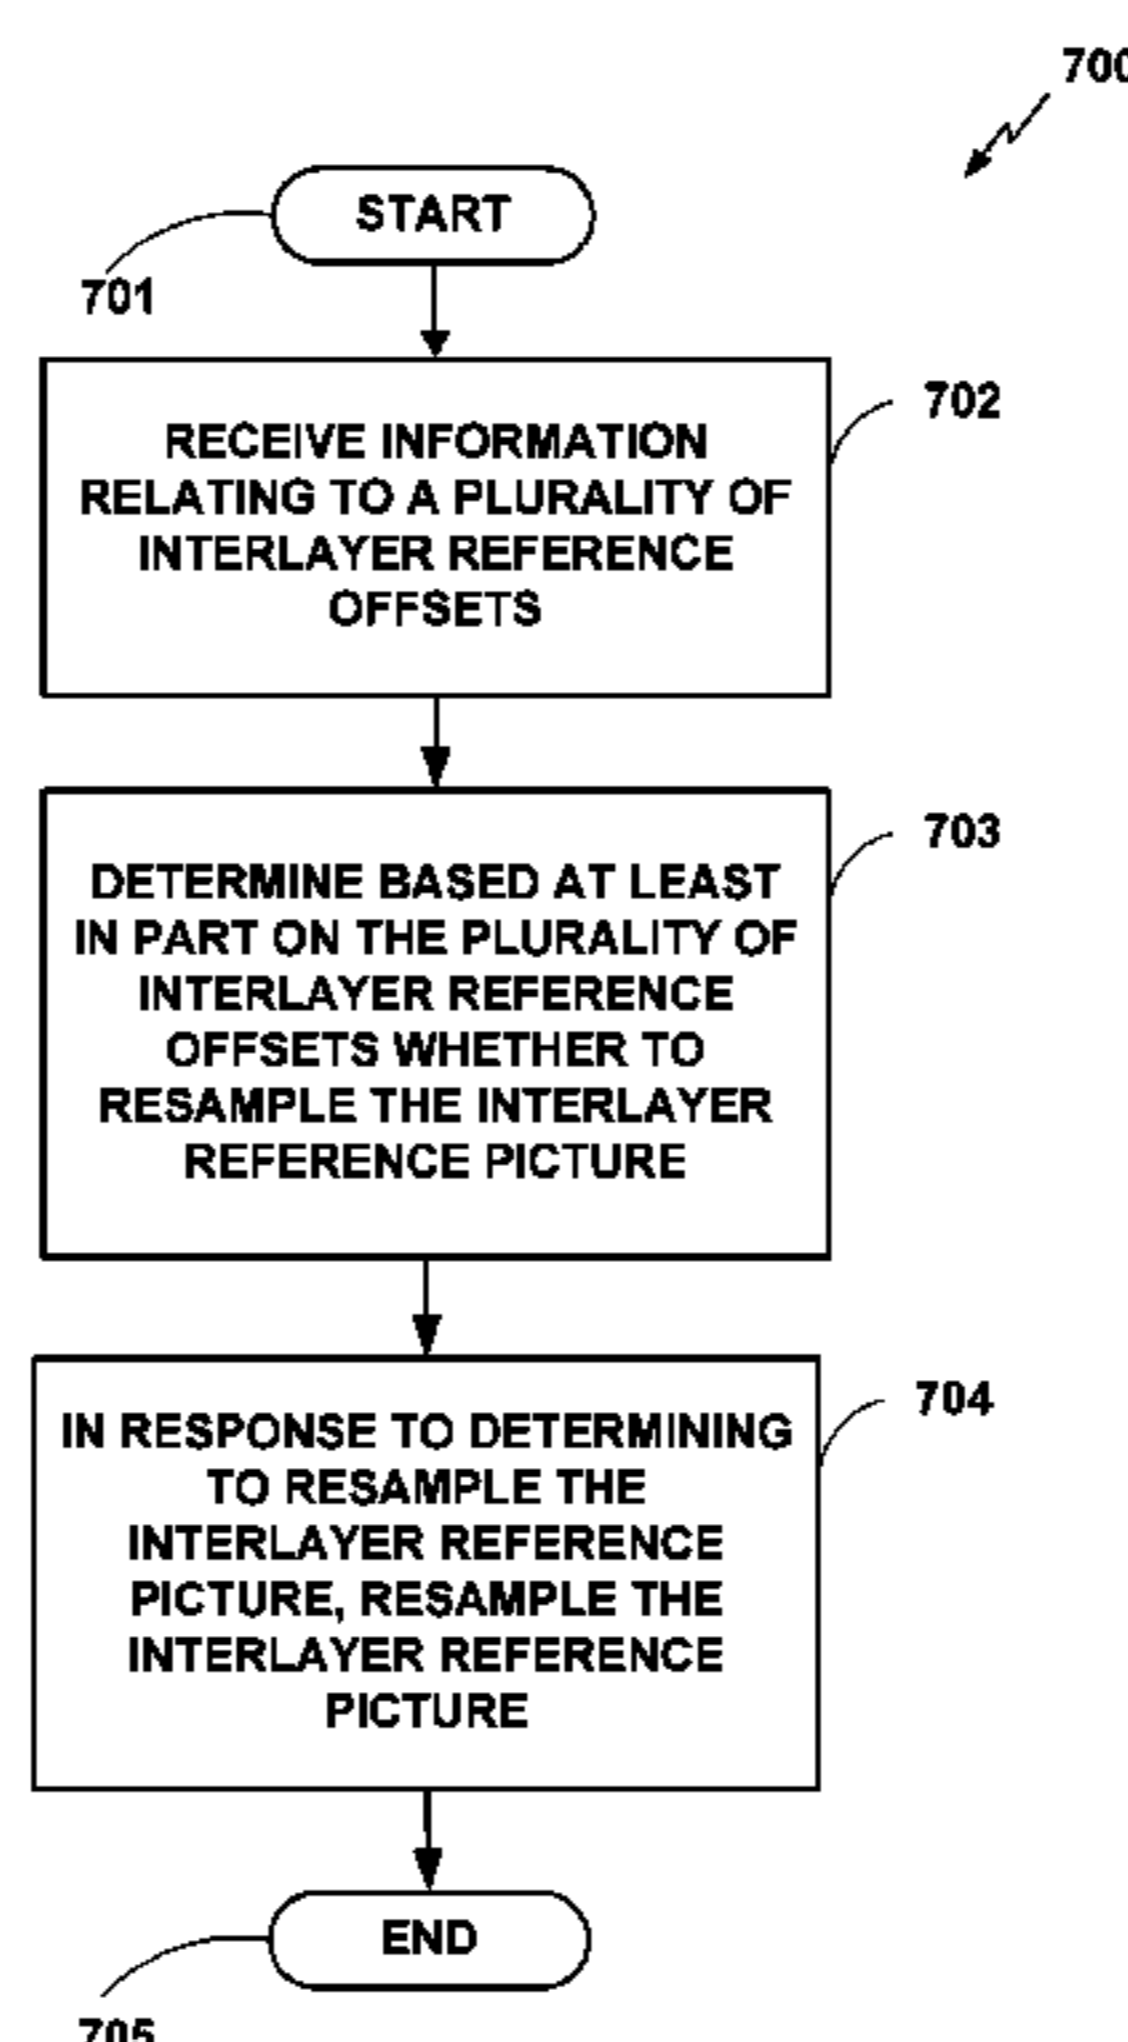 700
START
701
RECEIVE INFORMATION
RELATING TO A PLURALITY OF
INTERLAYER REFERENCE
OFFSETS
702
DETERMINE BASED AT LEAST
IN PART ON THE PLURALITY OF
INTERLAYER REFERENCE
OFFSETS WHETHER TO
RESAMPLE THE INTERLAYER
REFERENCE PICTURE
703
IN RESPONSE TO DETERMINING
TO RESAMPLE THE
INTERLAYER REFERENCE
PICTURE, RESAMPLE THE
INTERLAYER REFERENCE
PICTURE
704
END
705